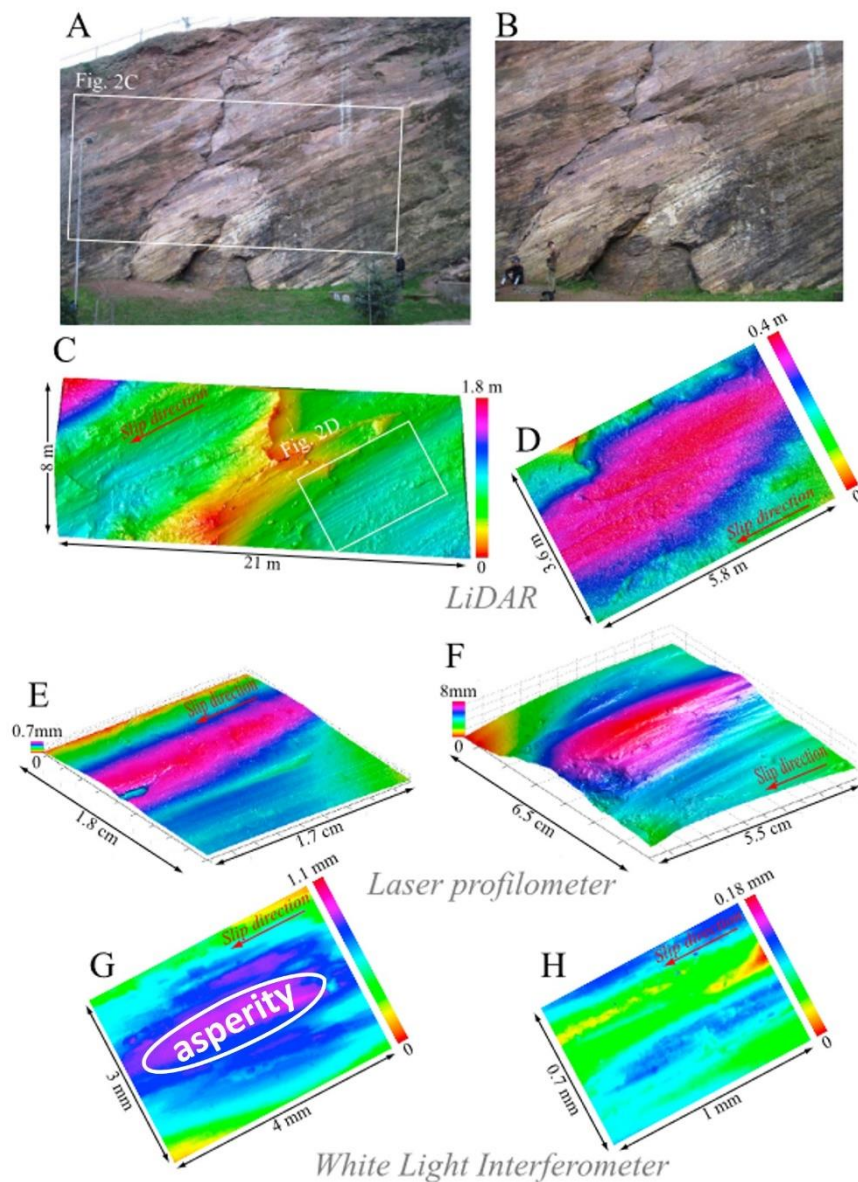 A
B
Fig. 2C
C
Slip direction
Fig. 2D
8 m
21 m
1.8 m
0
D
0.4 m
0
Slip direction
3.6 m
5.8 m
LiDAR
E
0.7mm
0
Slip direction
1.8 cm
1.7 cm
F
8mm
0
Slip direction
6.5 cm
5.5 cm
Laser profilometer
G
1.1 mm
0
Slip direction
asperity
3 mm
4 mm
H
0.18 mm
0
Slip direction
0.7 mm
1 mm
White Light Interferometer